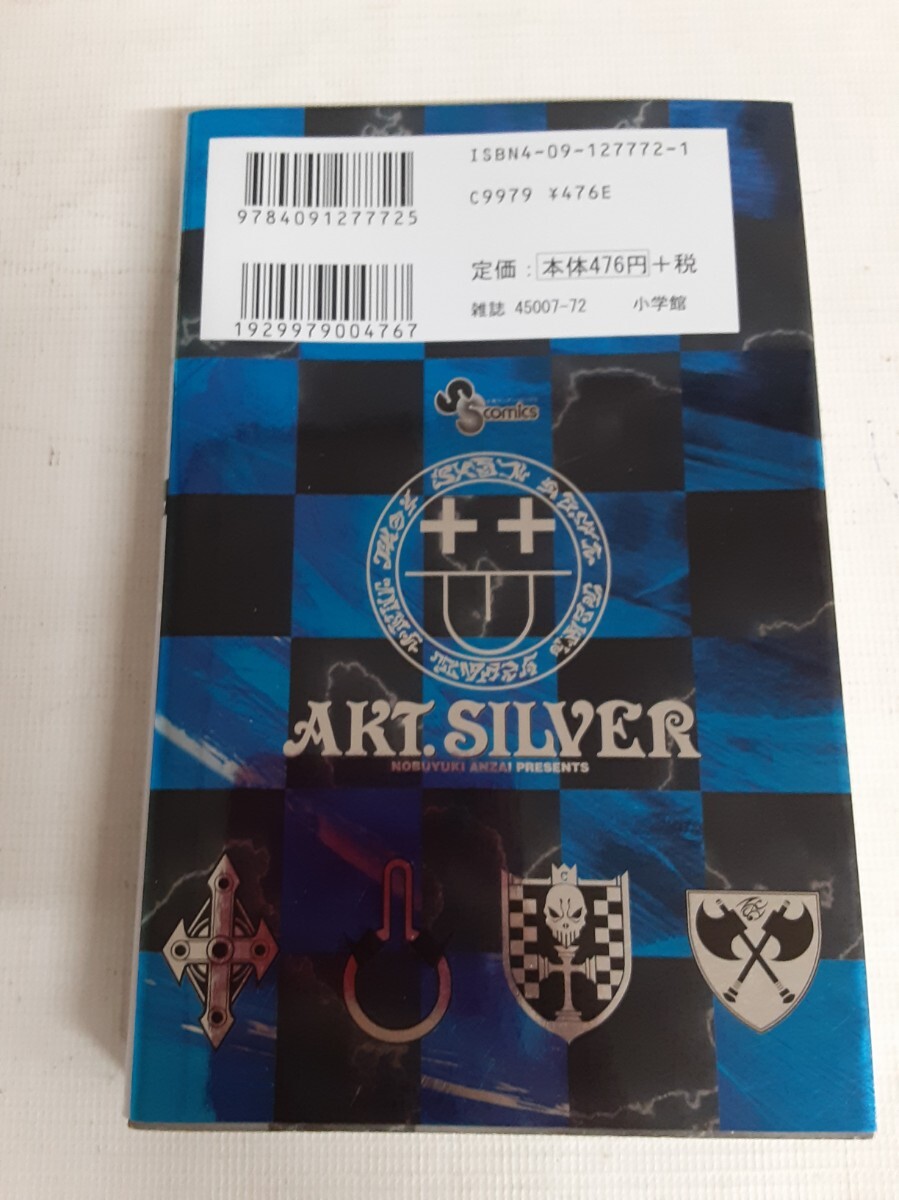 ISBN4-09-127772-1
9784091277725
C9979 ¥476E
定価：本体476円+税
1929979004767
雑誌 45007-72 小学館
SScomics
AKT. SILVER
NOBUYUKI ANZAI PRESENTS
C